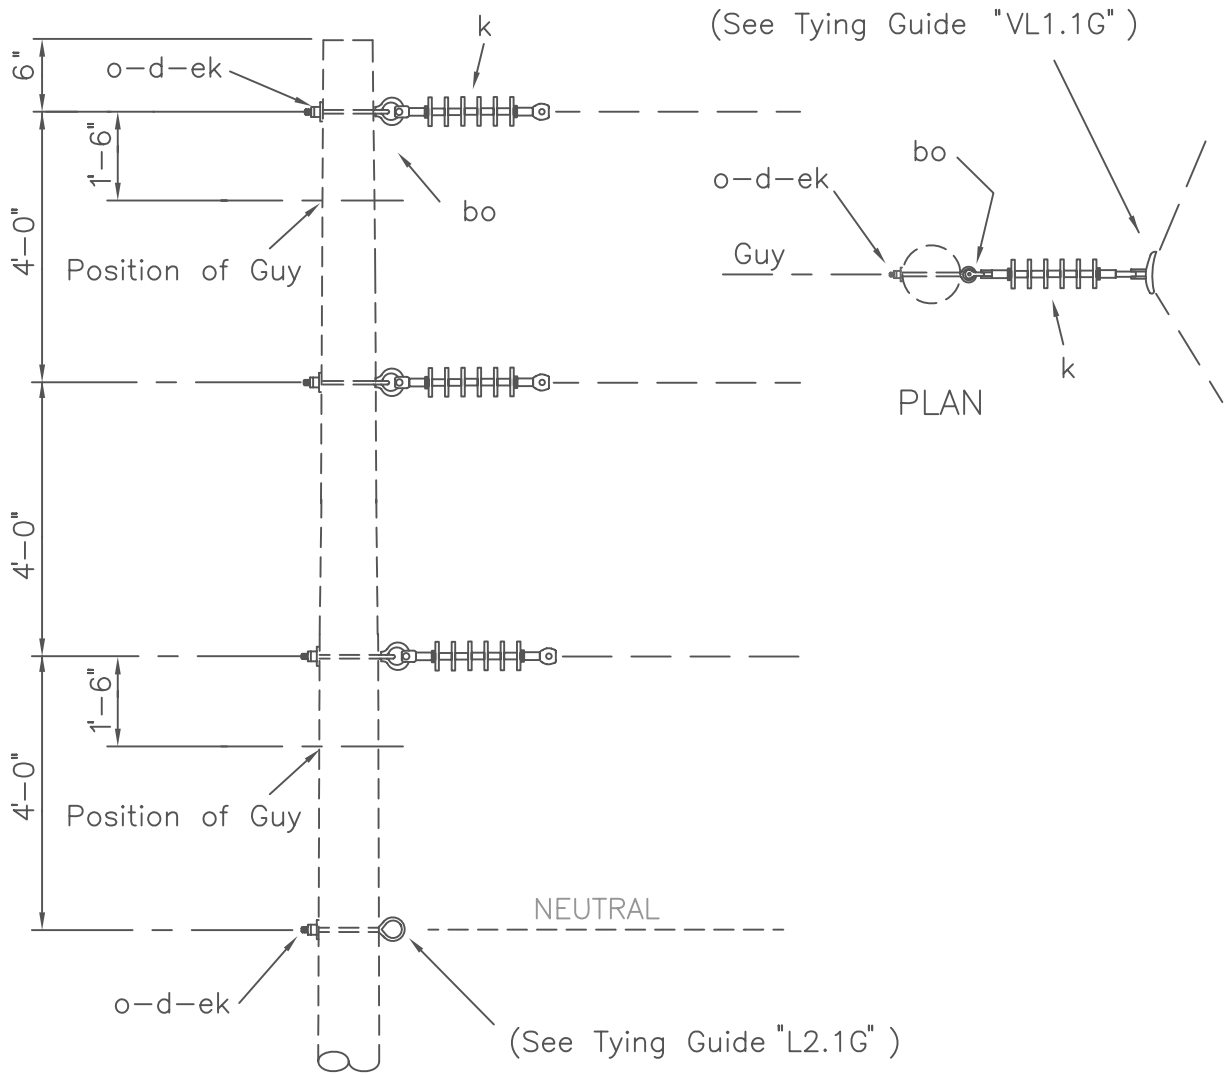 (See Tying Guide "VL1.1G" )
k
6"
o-d-ek
1'-6"
bo
o-d-ek
bo
4'-0"
Position of Guy
Guy
k
PLAN
4'-0"
1'-6"
4'-0"
Position of Guy
NEUTRAL
o-d-ek
(See Tying Guide "L2.1G" )